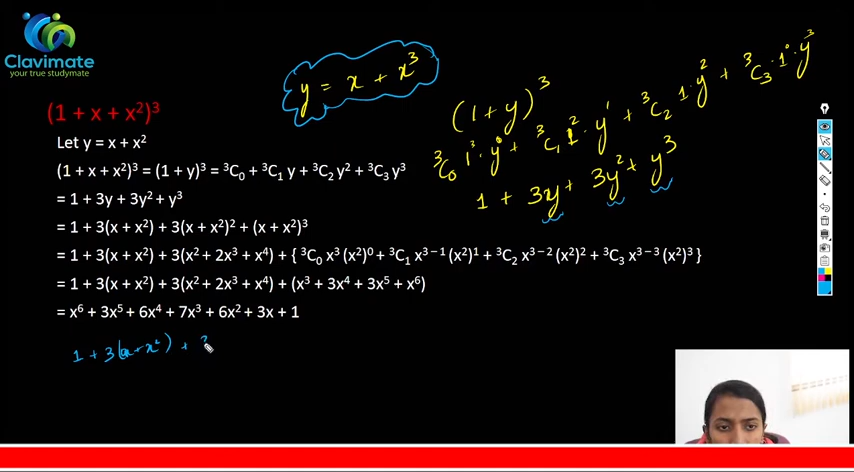 Clavimate
your true studymate
y = x + x³
(1 + x + x²)³
(1 + y)³
³C₀ 1³·y⁰ + ³C₁ 1²·y¹ + ³C₂ 1·y² + ³C₃·1⁰·y³
1 + 3y + 3y² + y³
Let y = x + x²
(1 + x + x²)³ = (1 + y)³ = ³C₀ + ³C₁ y + ³C₂ y² + ³C₃ y³
= 1 + 3y + 3y² + y³
= 1 + 3(x + x²) + 3(x + x²)² + (x + x²)³
= 1 + 3(x + x²) + 3(x² + 2x³ + x⁴) + { ³C₀ x³ (x²)⁰ + ³C₁ x³⁻¹ (x²)¹ + ³C₂ x³⁻² (x²)² + ³C₃ x³⁻³ (x²)³ }
= 1 + 3(x + x²) + 3(x² + 2x³ + x⁴) + (x³ + 3x⁴ + 3x⁵ + x⁶)
= x⁶ + 3x⁵ + 6x⁴ + 7x³ + 6x² + 3x + 1
1 + 3(x + x²) + 3